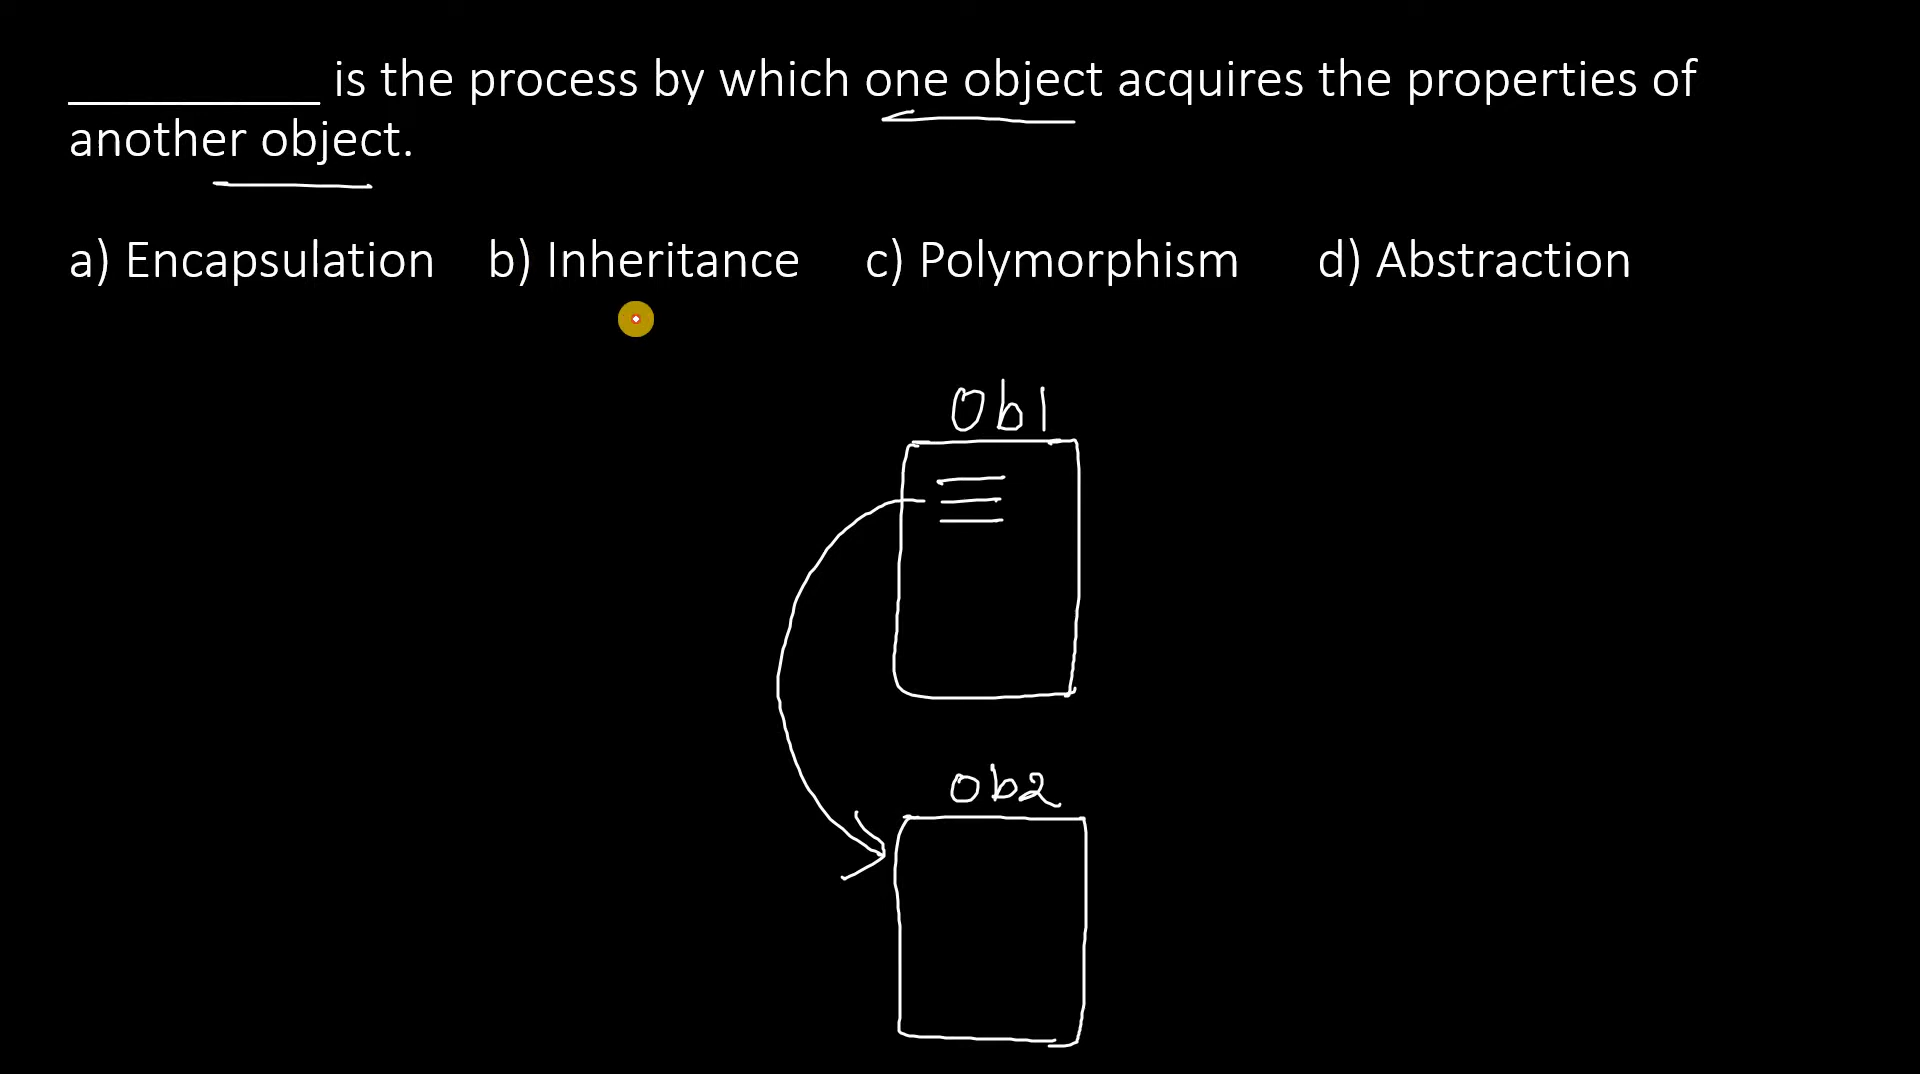 __________ is the process by which one object acquires the properties of
another object.
a) Encapsulation b) Inheritance c) Polymorphism d) Abstraction
Ob1
Ob2